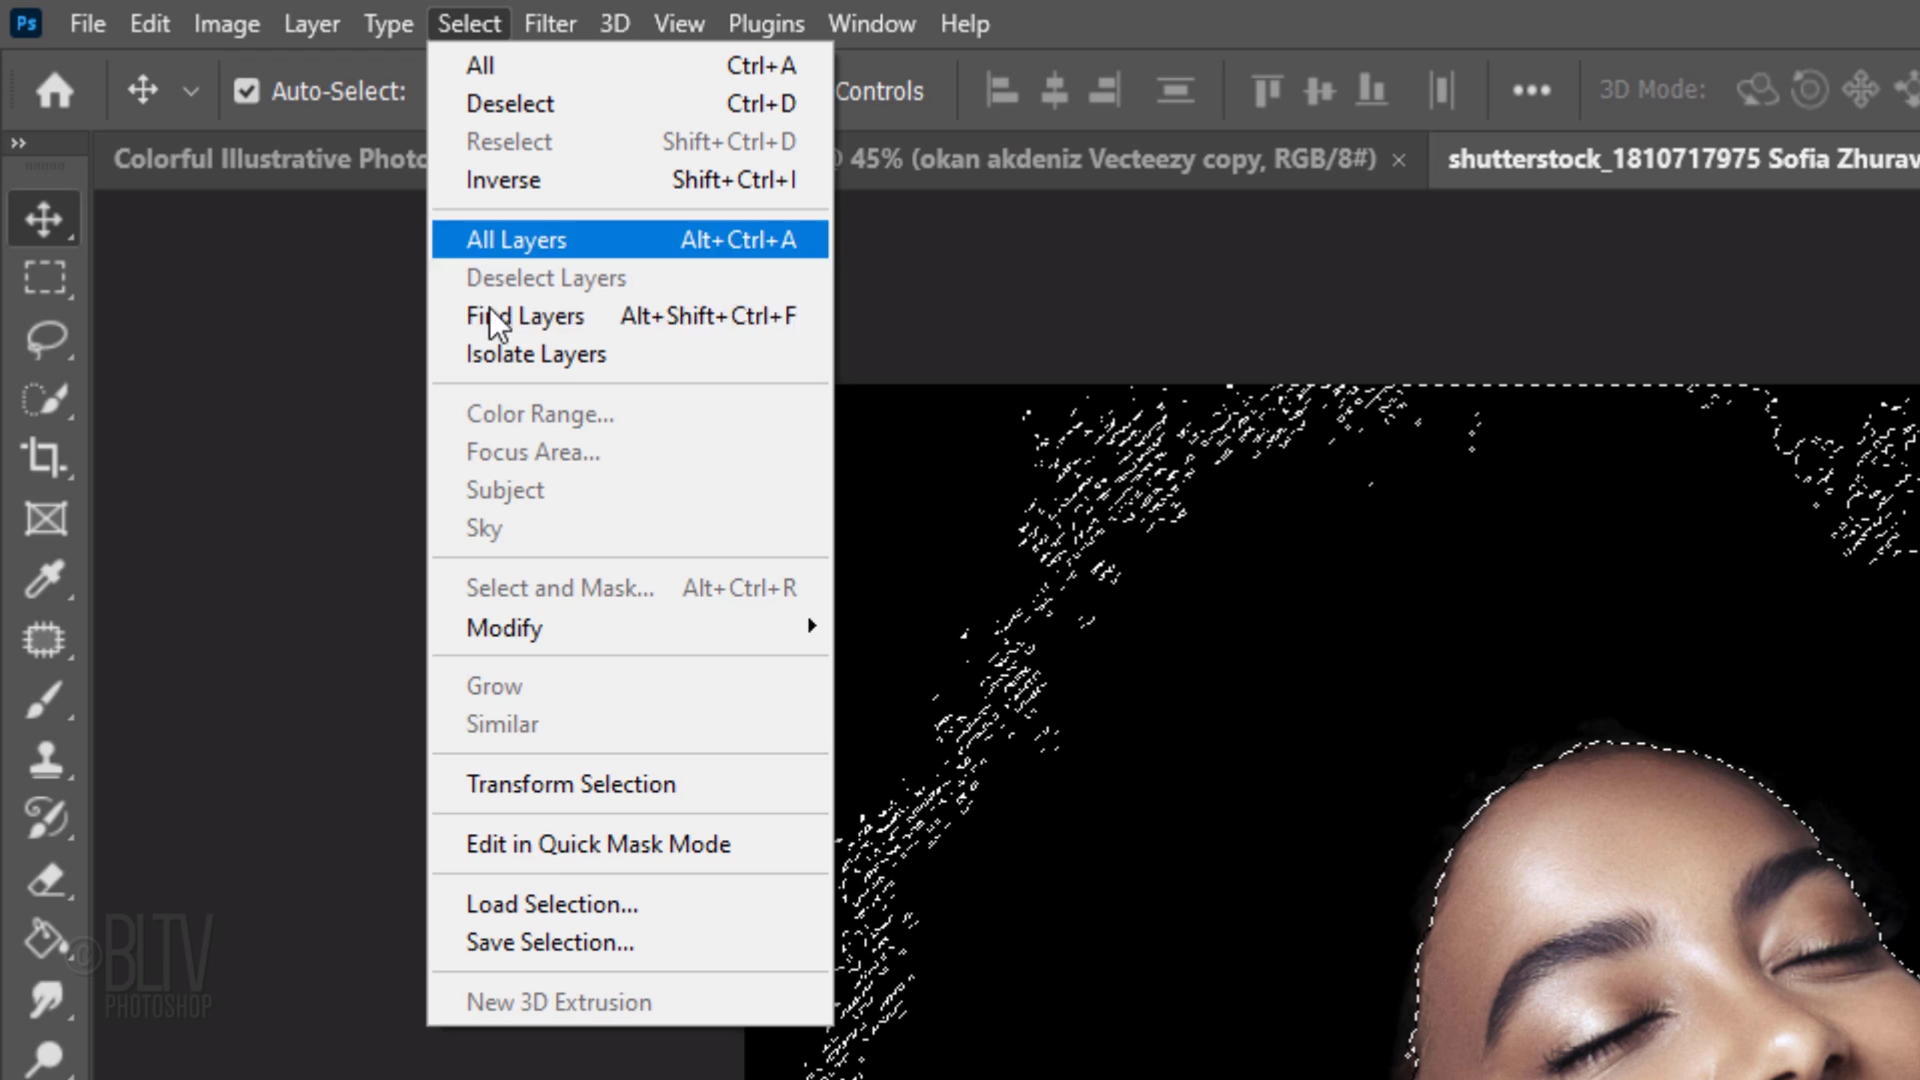 Ps File Edit Image Layer Type Select Filter 3D View Plugins Window Help
Auto-Select: Controls 3D Mode:
Colorful Illustrative Photo 45% (okan akdeniz Vecteezy copy, RGB/8#) × shutterstock_1810717975 Sofia Zhurav
All Ctrl+A
Deselect Ctrl+D
Reselect Shift+Ctrl+D
Inverse Shift+Ctrl+I
All Layers Alt+Ctrl+A
Deselect Layers
Find Layers Alt+Shift+Ctrl+F
Isolate Layers
Color Range...
Focus Area...
Subject
Sky
Select and Mask... Alt+Ctrl+R
Modify
Grow
Similar
Transform Selection
Edit in Quick Mask Mode
Load Selection...
Save Selection...
New 3D Extrusion
© BLTV
PHOTOSHOP